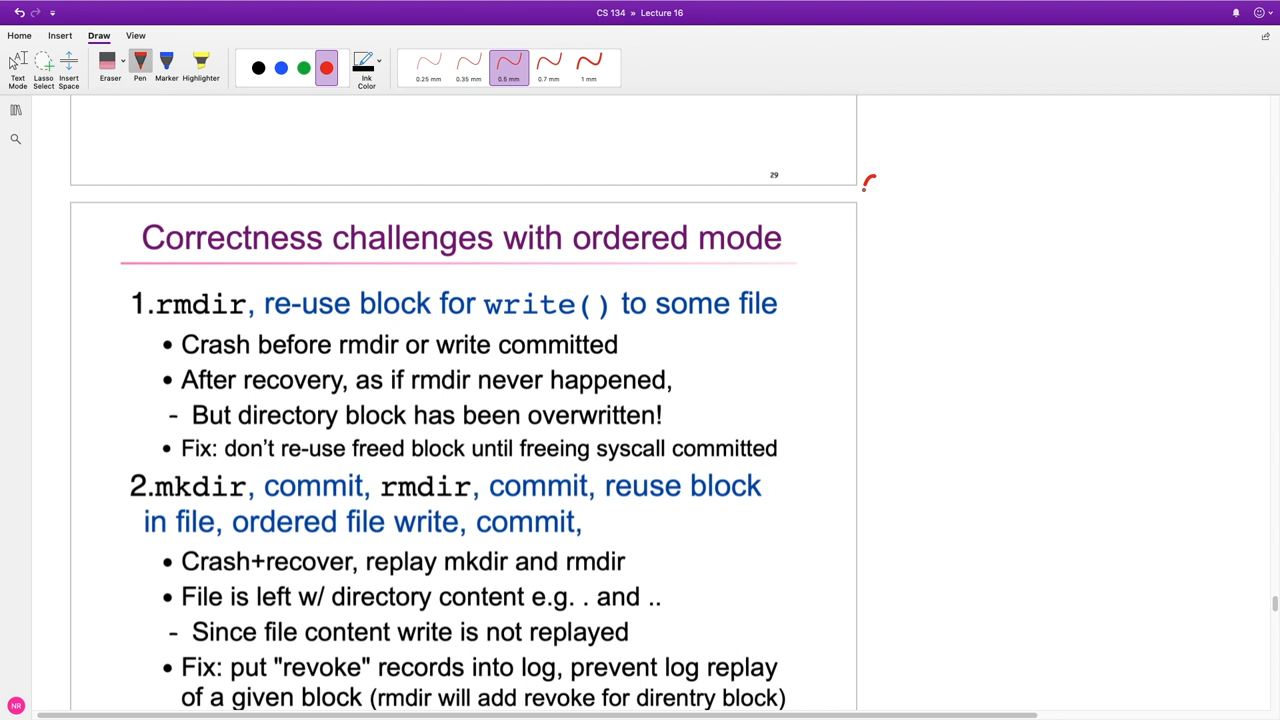 CS 134 » Lecture 16
Home Insert Draw View
Text Mode
Lasso Select
Insert Space
Eraser
Pen
Marker
Highlighter
Ink Color
0.25 mm
0.35 mm
0.5 mm
0.7 mm
1 mm
29
Correctness challenges with ordered mode
1.rmdir, re-use block for write() to some file
• Crash before rmdir or write committed
• After recovery, as if rmdir never happened,
- But directory block has been overwritten!
• Fix: don't re-use freed block until freeing syscall committed
2.mkdir, commit, rmdir, commit, reuse block
in file, ordered file write, commit,
• Crash+recover, replay mkdir and rmdir
• File is left w/ directory content e.g. . and ..
- Since file content write is not replayed
• Fix: put "revoke" records into log, prevent log replay
of a given block (rmdir will add revoke for direntry block)
NR